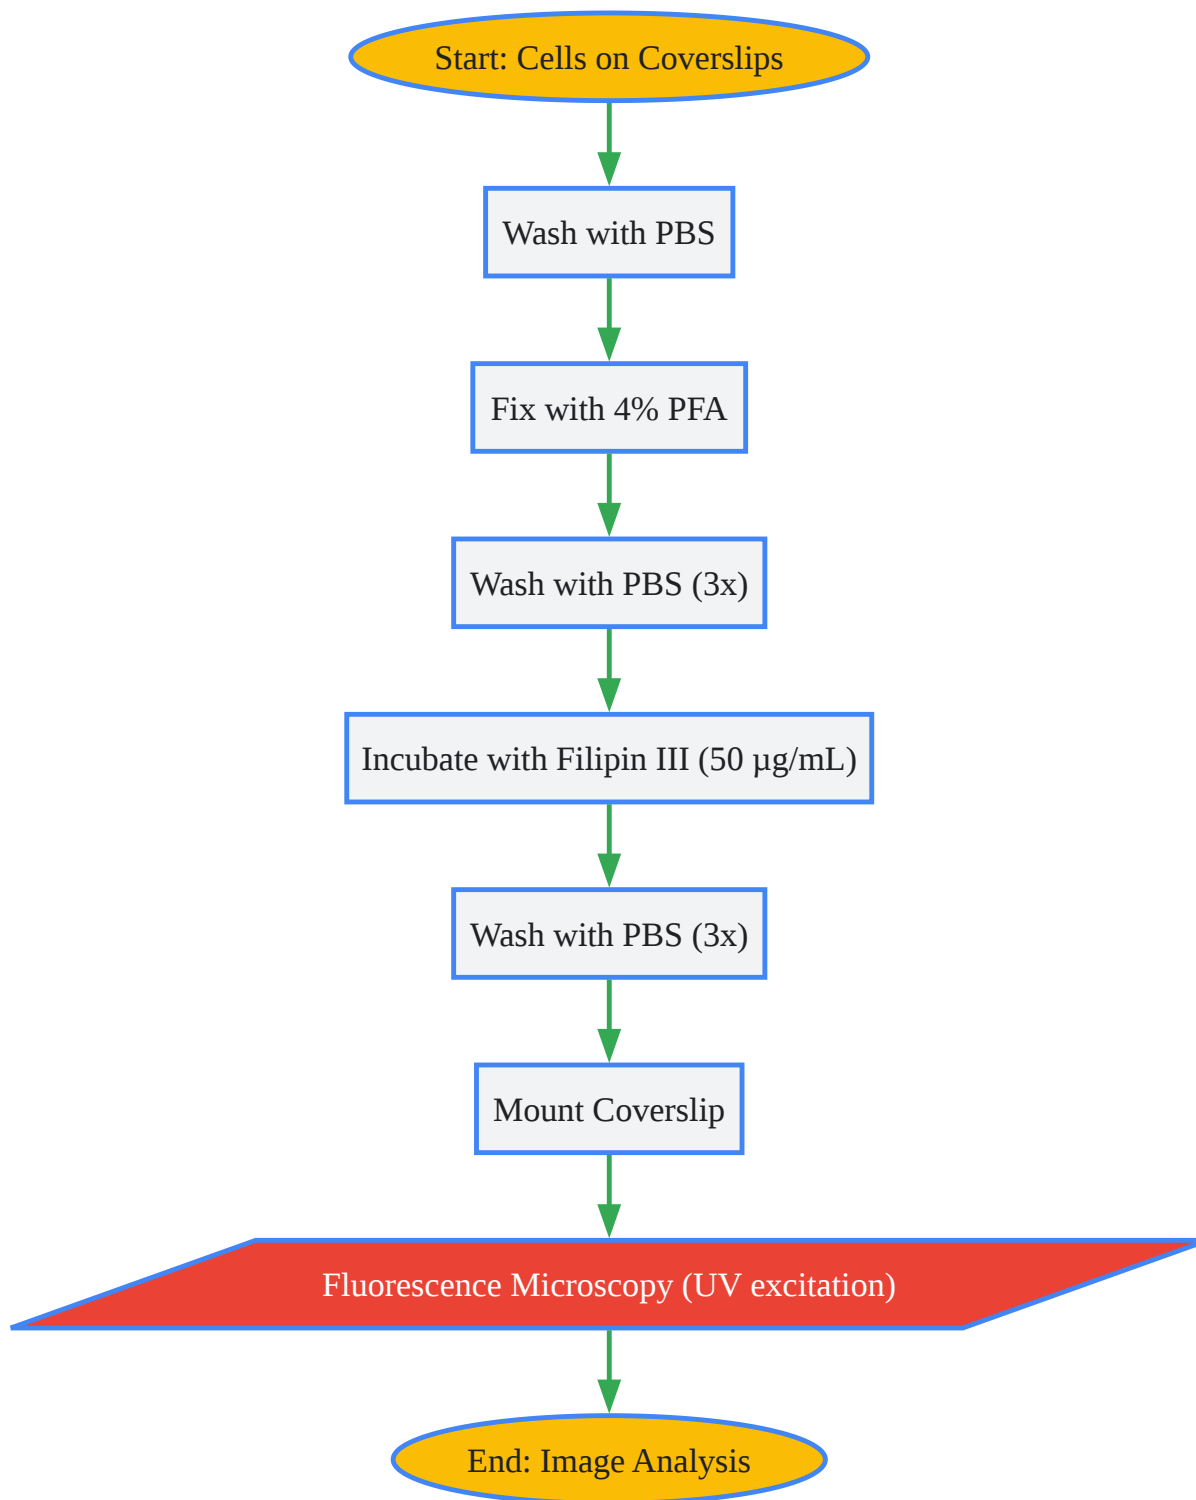 Start: Cells on Coverslips
Wash with PBS
Fix with 4% PFA
Wash with PBS (3x)
Incubate with Filipin III (50 µg/mL)
Wash with PBS (3x)
Mount Coverslip
Fluorescence Microscopy (UV excitation)
End: Image Analysis